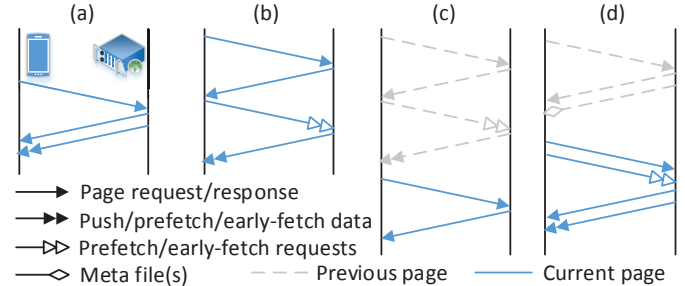 (a) (b) (c) (d)
Page request/response
Push/prefetch/early-fetch data
Prefetch/early-fetch requests
Meta file(s) Previous page Current page